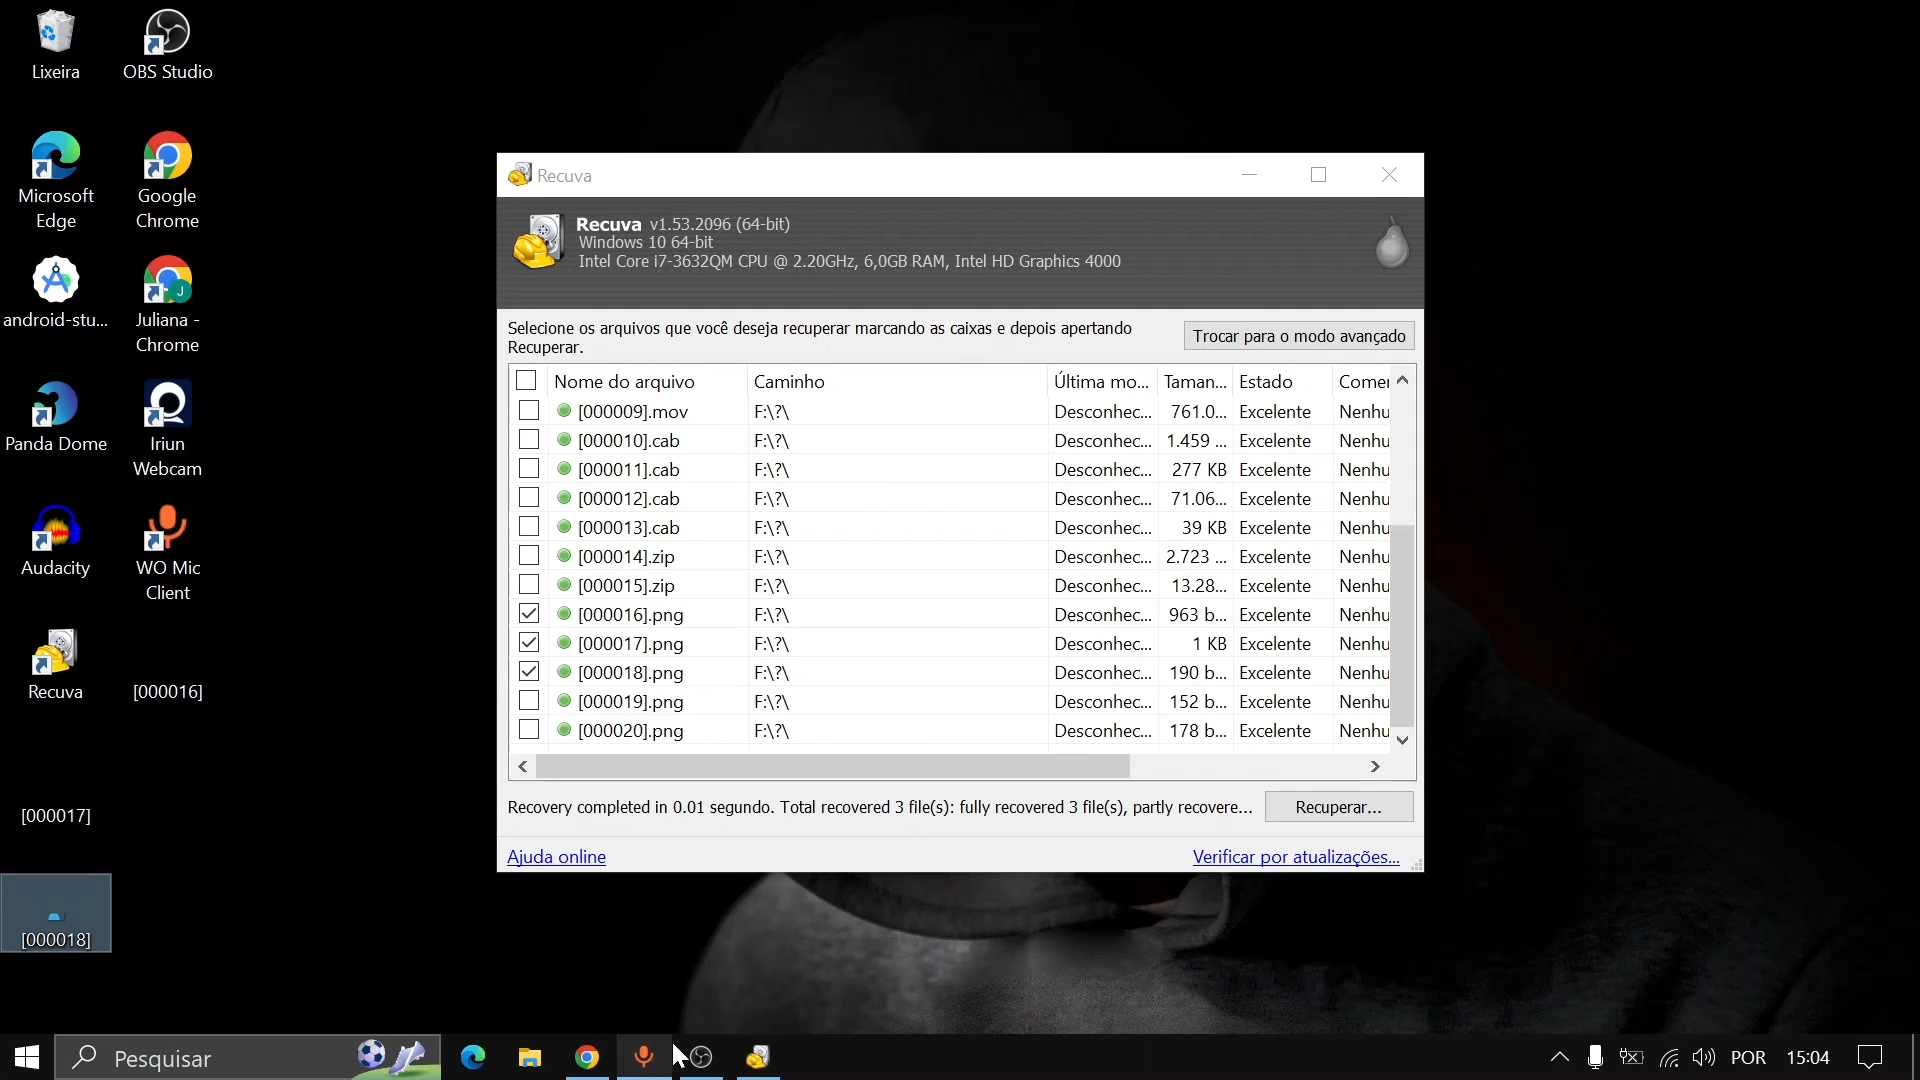 Lixeira
OBS Studio
Microsoft
Edge
Google
Chrome
android-stu...
Juliana -
Chrome
J
Panda Dome
Iriun
Webcam
Audacity
WO Mic
Client
Recuva
[000016]
[000017]
[000018]
Recuva
Recuva v1.53.2096 (64-bit)
Windows 10 64-bit
Intel Core i7-3632QM CPU @ 2.20GHz, 6,0GB RAM, Intel HD Graphics 4000
Selecione os arquivos que você deseja recuperar marcando as caixas e depois apertando
Recuperar.
Trocar para o modo avançado
Nome do arquivo Caminho Última mo... Taman... Estado Comer
[000009].mov F:\?\ Desconhec... 761.0... Excelente Nenhu
[000010].cab F:\?\ Desconhec... 1.459 ... Excelente Nenhu
[000011].cab F:\?\ Desconhec... 277 KB Excelente Nenhu
[000012].cab F:\?\ Desconhec... 71.06... Excelente Nenhu
[000013].cab F:\?\ Desconhec... 39 KB Excelente Nenhu
[000014].zip F:\?\ Desconhec... 2.723 ... Excelente Nenhu
[000015].zip F:\?\ Desconhec... 13.28... Excelente Nenhu
[000016].png F:\?\ Desconhec... 963 b... Excelente Nenhu
[000017].png F:\?\ Desconhec... 1 KB Excelente Nenhu
[000018].png F:\?\ Desconhec... 190 b... Excelente Nenhu
[000019].png F:\?\ Desconhec... 152 b... Excelente Nenhu
[000020].png F:\?\ Desconhec... 178 b... Excelente Nenhu
Recovery completed in 0.01 segundo. Total recovered 3 file(s): fully recovered 3 file(s), partly recovere...
Recuperar...
Ajuda online
Verificar por atualizações...
Pesquisar
POR 15:04